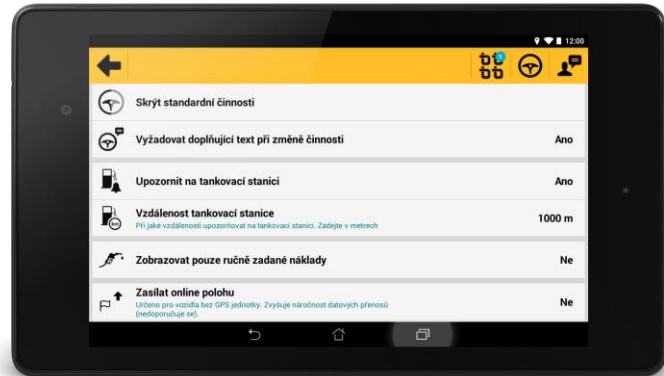 12:00
Skrýt standardní činnosti
Vyžadovat doplňující text při změně činnosti
Ano
Upozornit na tankovací stanici
Ano
Vzdálenost tankovací stanice
Při jaké vzdálenosti upozorňovat na tankovací stanici. Zadejte v metrech
1000 m
km
Zobrazovat pouze ručně zadané náklady
Ne
Zasílat online polohu
Určeno pro vozidla bez GPS jednotky. Zvyšuje náročnost datových přenosů
(nedoporučuje se).
Ne